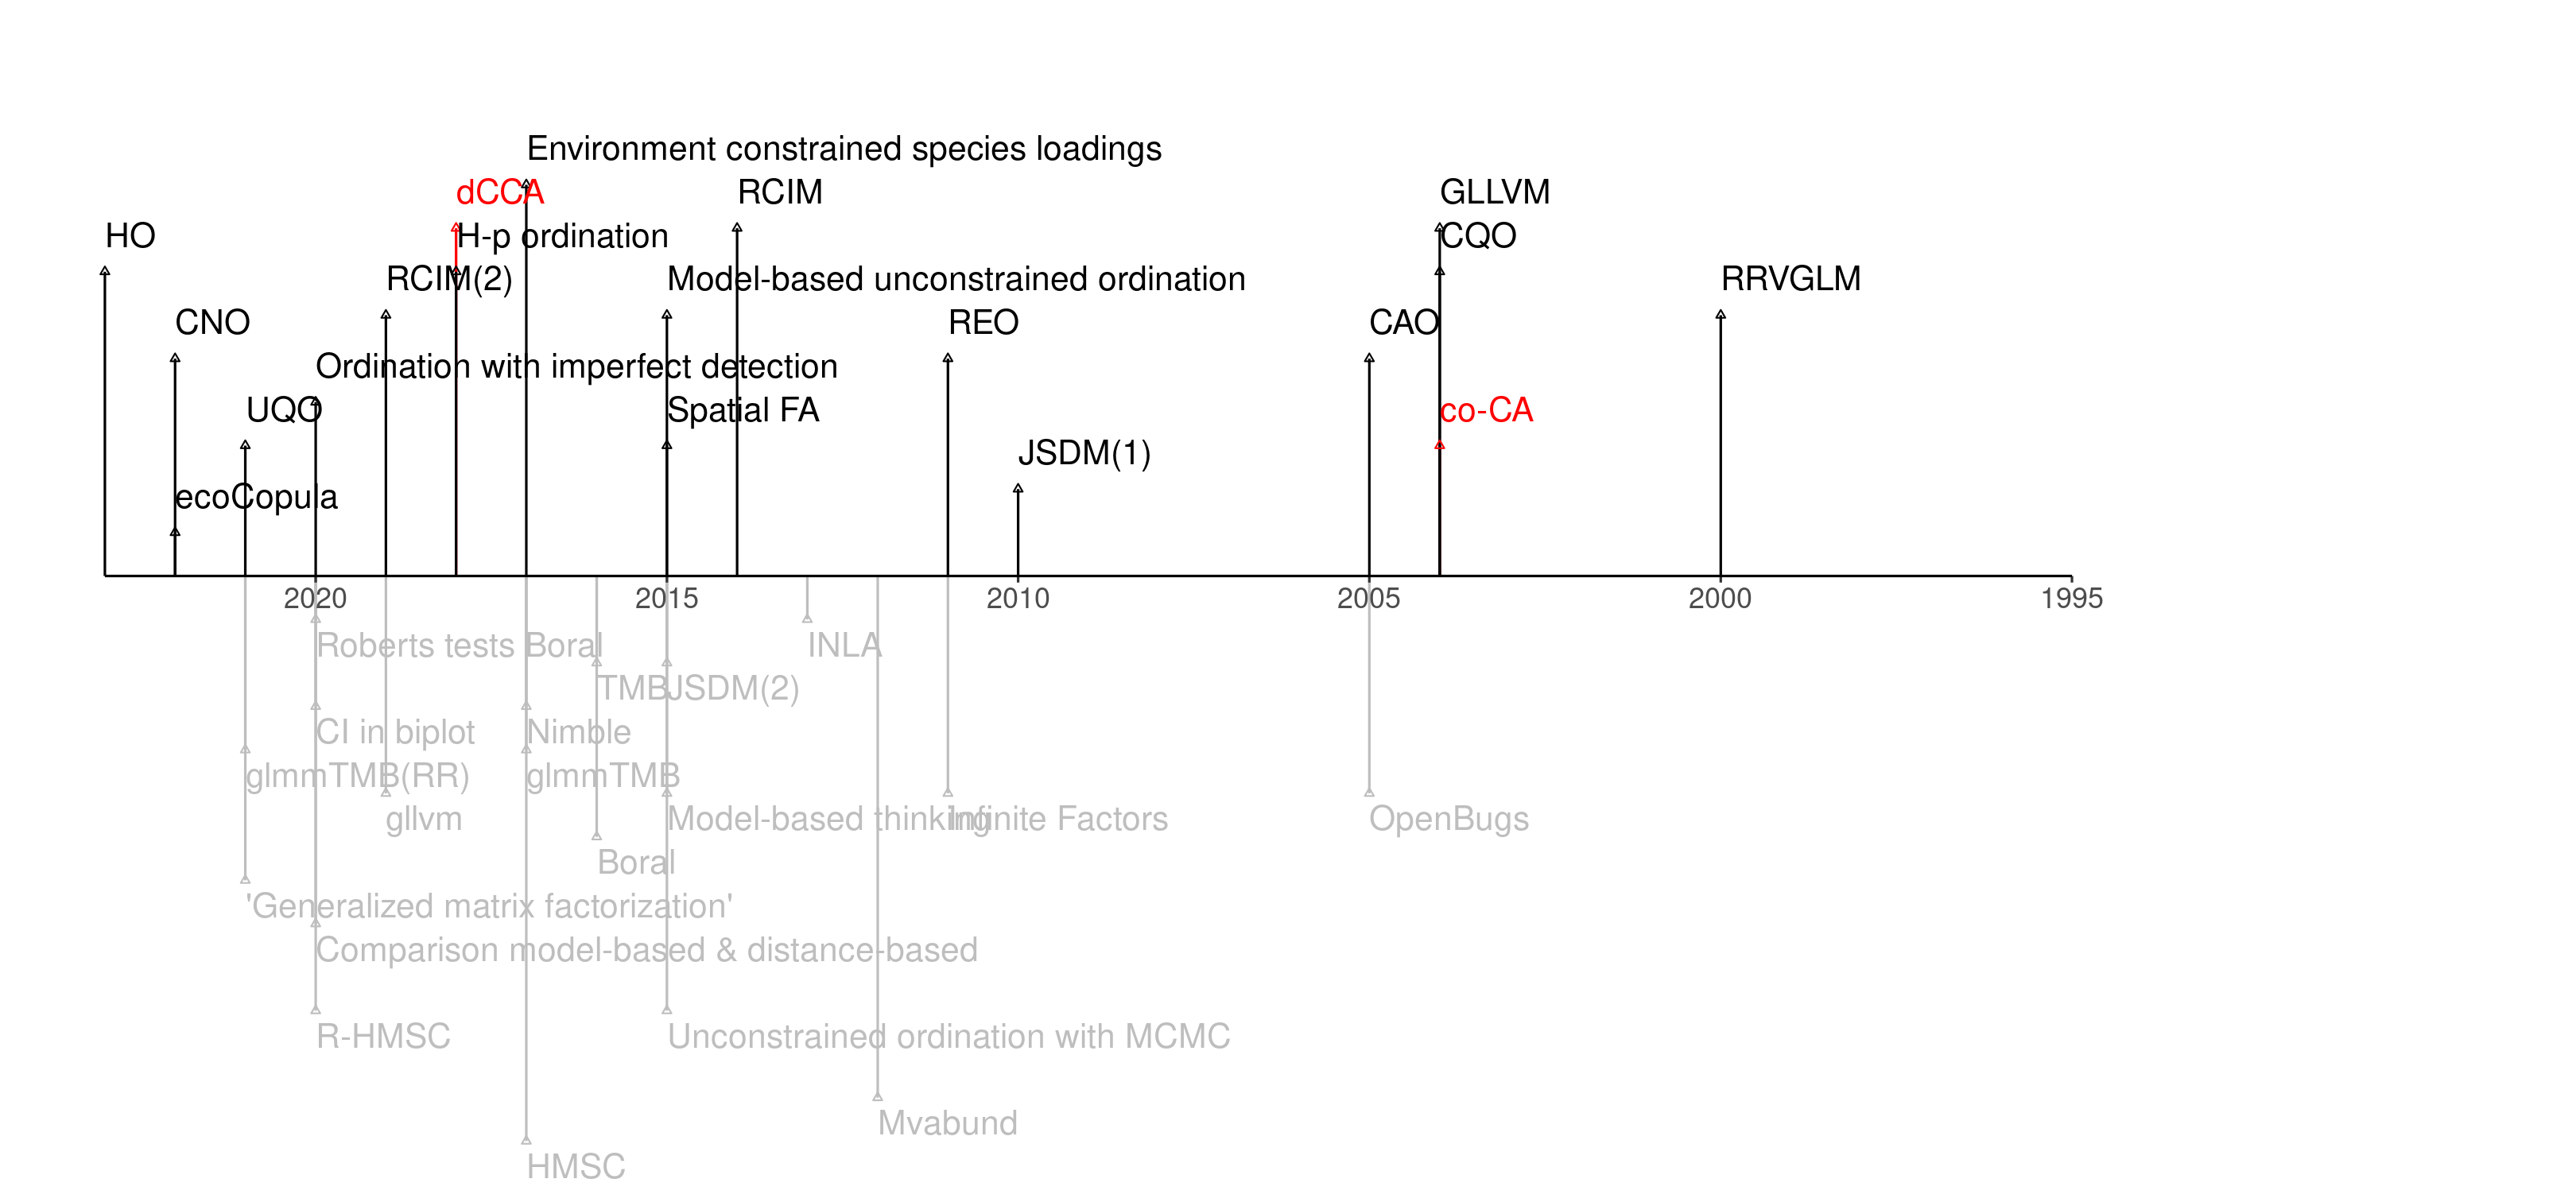 Environment constrained species loadings
dCCA
RCIM
GLLVM
HO
H-p ordination
CQO
RCIM(2)
Model-based unconstrained ordination
RRVGLM
CNO
REO
CAO
Ordination with imperfect detection
UQO
Spatial FA
co-CA
JSDM(1)
ecoCopula
2020
2015
2010
2005
2000
1995
Roberts tests Boral
INLA
TMB
JSDM(2)
CI in biplot
Nimble
glmmTMB(RR)
glmmTMB
gllvm
Model-based thinking
Infinite Factors
OpenBugs
Boral
'Generalized matrix factorization'
Comparison model-based & distance-based
R-HMSC
Unconstrained ordination with MCMC
Mvabund
HMSC